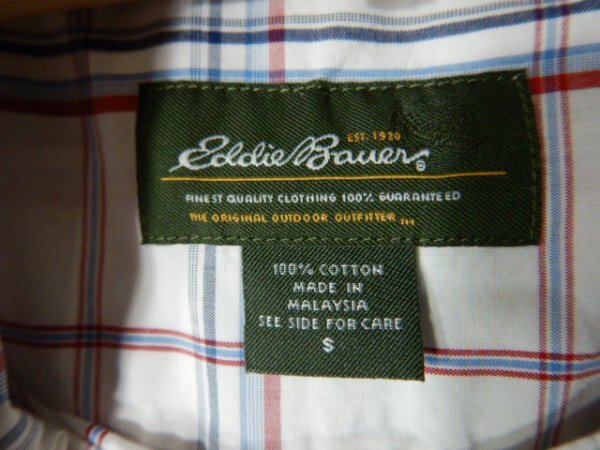 EST. 1920
Eddie Bauer®
FINEST QUALITY CLOTHING 100% GUARANTEED
THE ORIGINAL OUTDOOR OUTFITTER™
100% COTTON
MADE IN
MALAYSIA
SEE SIDE FOR CARE
S